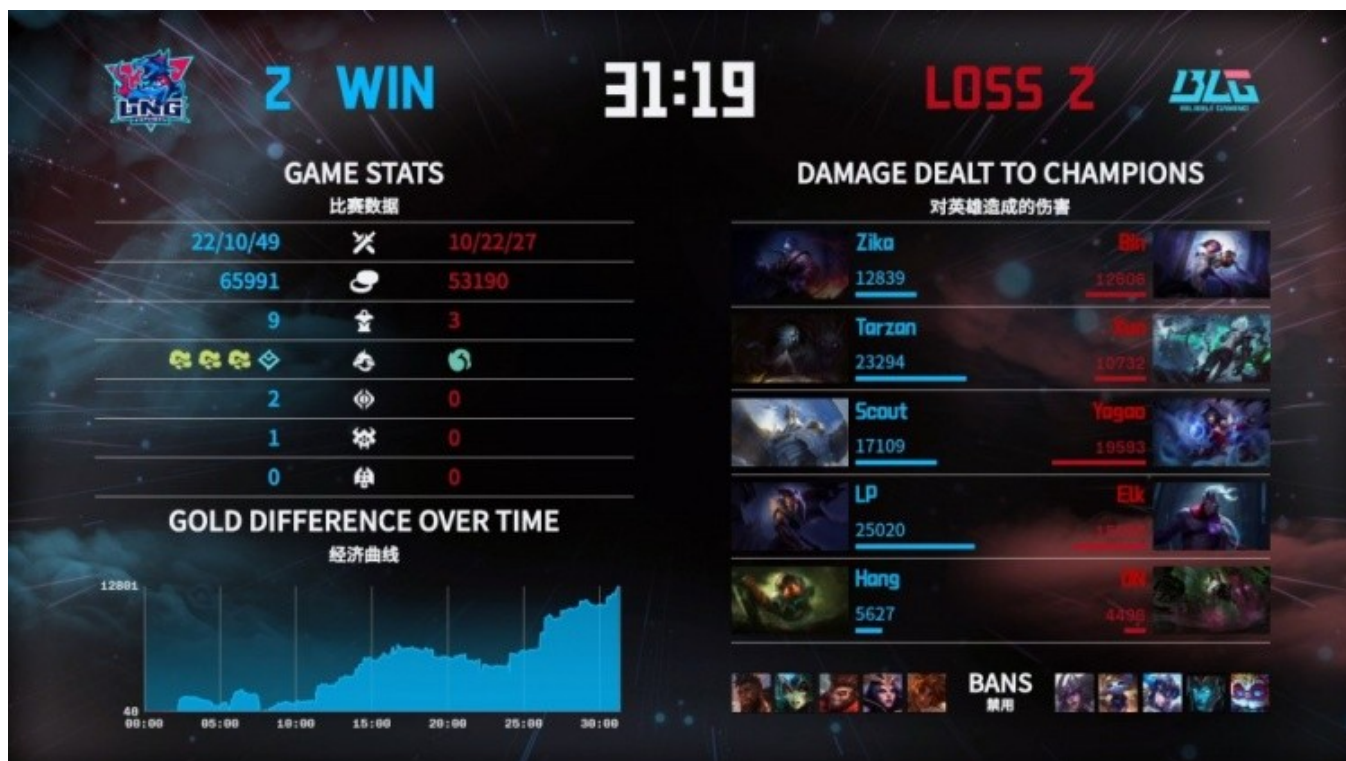 LNG
2 WIN
31:19
LOSS 2
BLG
GAME STATS
比赛数据
22/10/49 10/22/27
65991 53190
9 3
2 0
1 0
0 0
GOLD DIFFERENCE OVER TIME
经济曲线
12801
40
00:00 05:00 10:00 15:00 20:00 25:00 30:00
DAMAGE DEALT TO CHAMPIONS
对英雄造成的伤害
Zika Bin
12839 12606
Tarzan Xun
23294 10732
Scout Yagao
17109 19593
LP Elk
25020
Hang ON
5627 4498
BANS
禁用